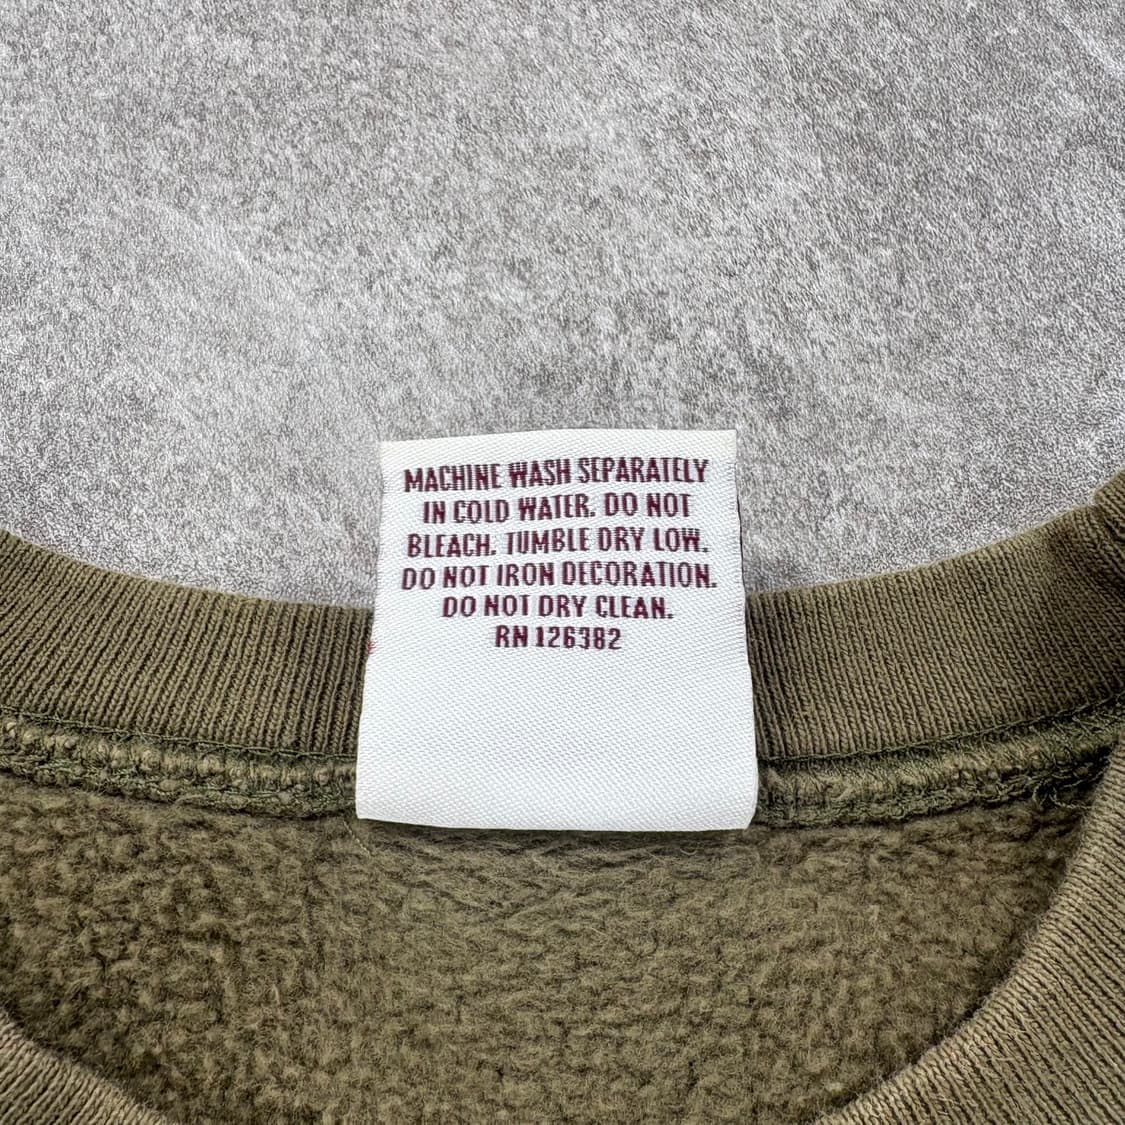 MACHINE WASH SEPARATELY
IN COLD WATER. DO NOT
BLEACH. TUMBLE DRY LOW.
DO NOT IRON DECORATION.
DO NOT DRY CLEAN.
RN 126382